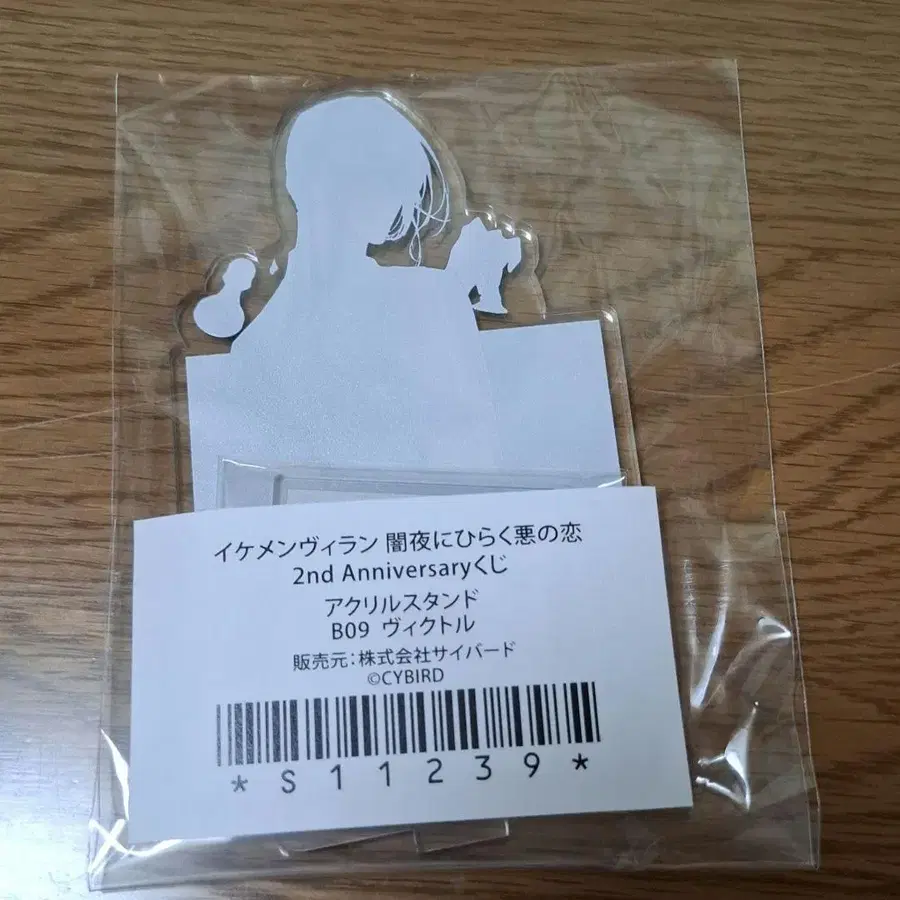 イケメンヴィラン 闇夜にひらく悪の恋
2nd Anniversaryくじ
アクリルスタンド
B09 ヴィクトル
販売元：株式会社サイバード
©CYBIRD
*S11239*